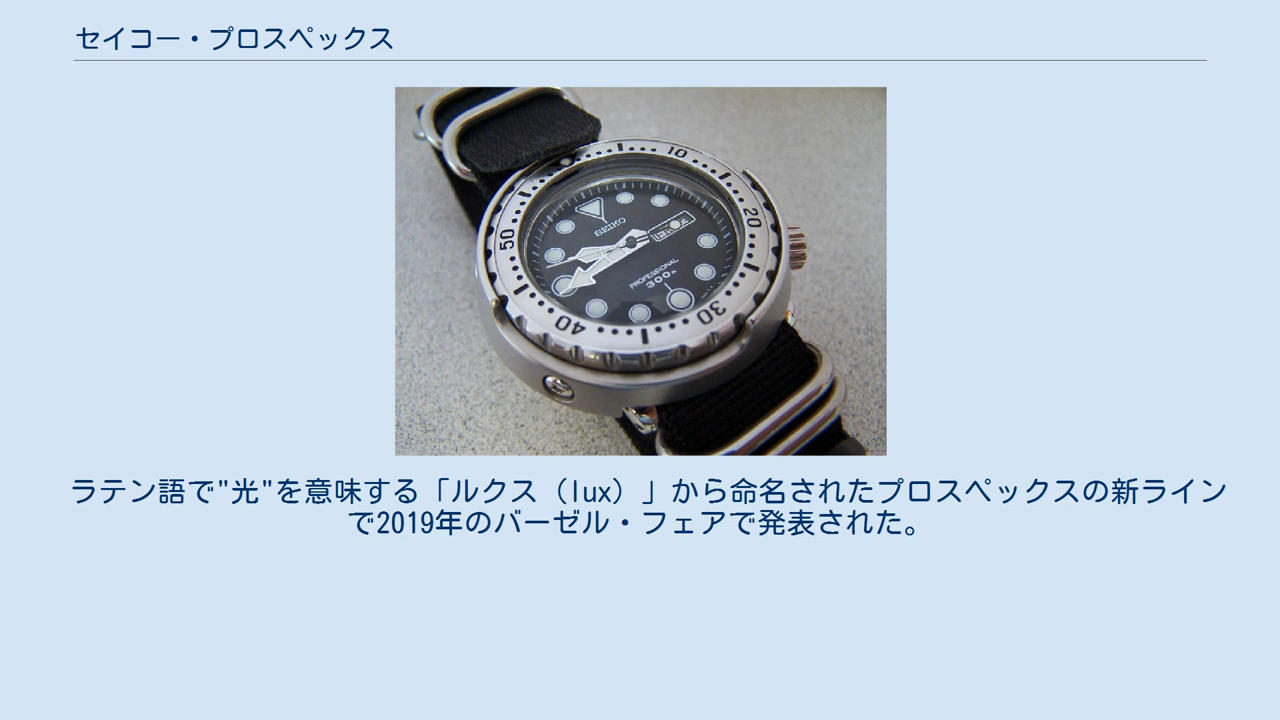 セイコー・プロスペックス
10
20
30
40
50
SEIKO
PROFESSIONAL
300m
ラテン語で"光"を意味する「ルクス（lux）」から命名されたプロスペックスの新ライン
で2019年のバーゼル・フェアで発表された。